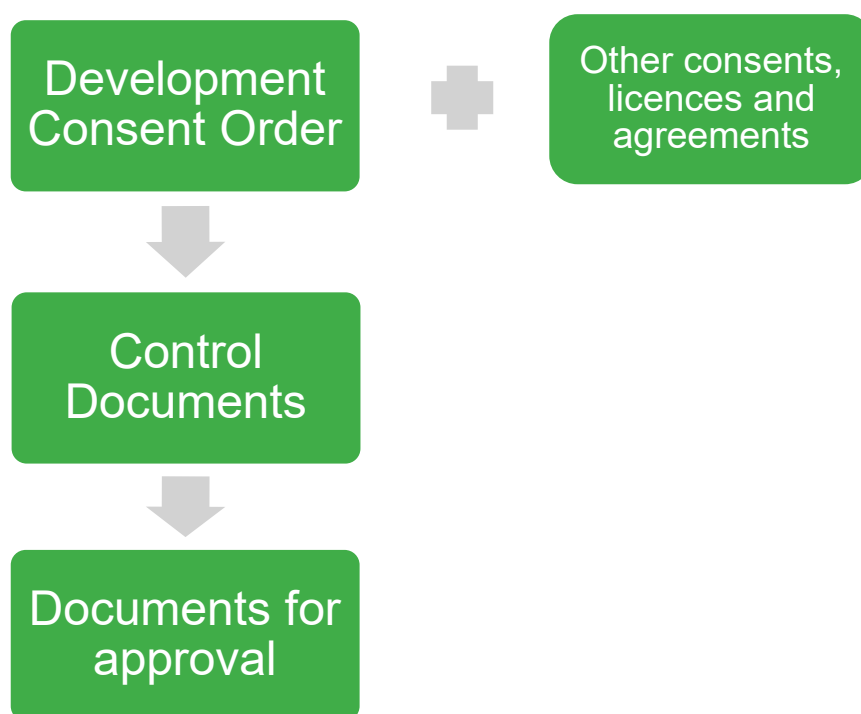 Development
Consent Order
Other consents,
licences and
agreements
Control
Documents
Documents for
approval